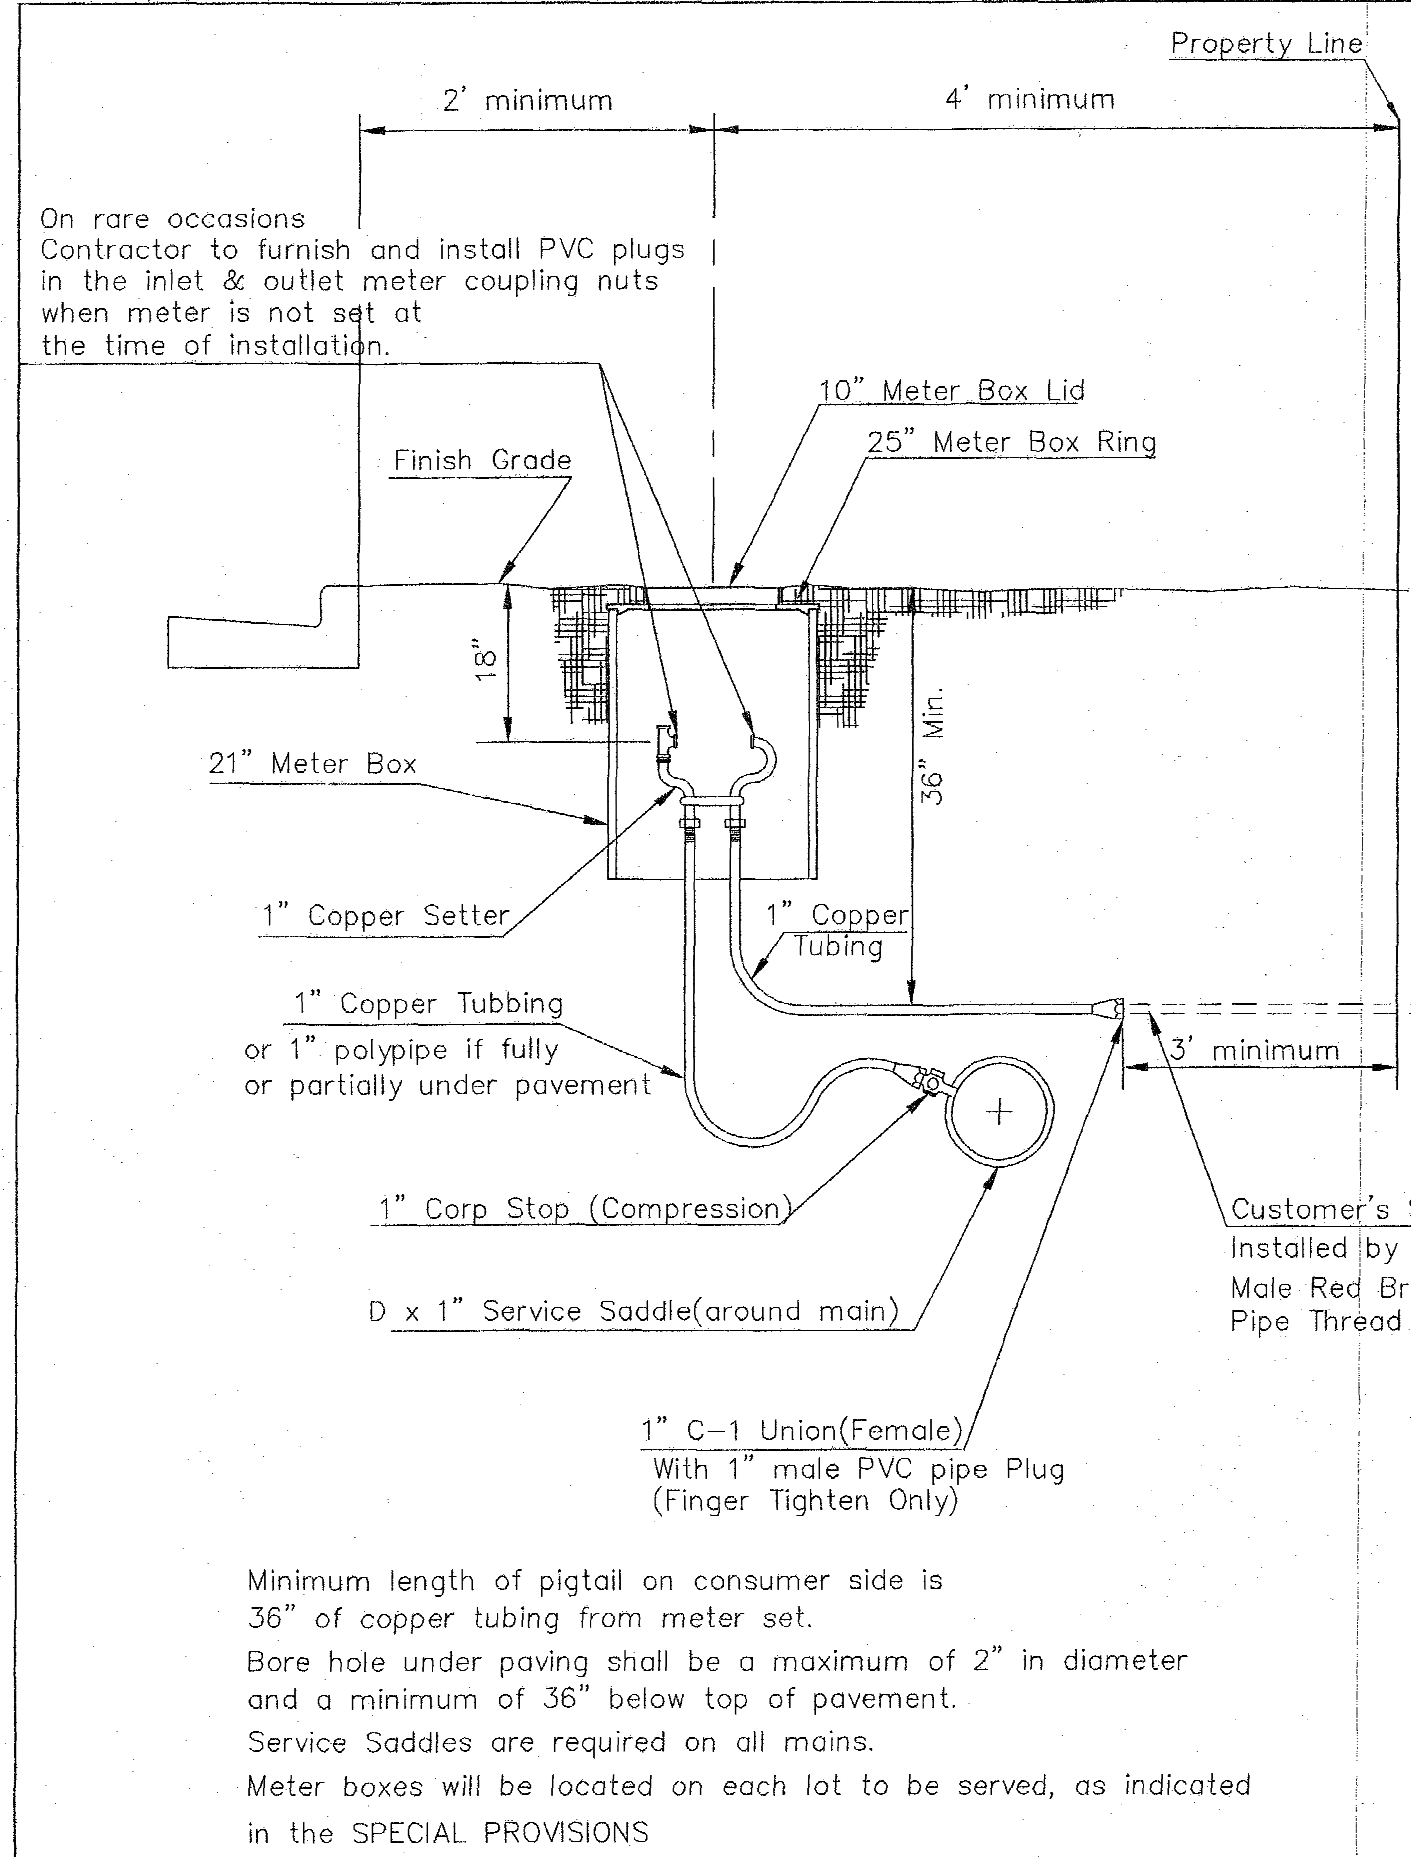 Property Line
2' minimum
4' minimum
On rare occasions
Contractor to furnish and install PVC plugs
in the inlet & outlet meter coupling nuts
when meter is not set at
the time of installation.
10" Meter Box Lid
25" Meter Box Ring
Finish Grade
18"
36" Min.
21" Meter Box
1" Copper Setter
1" Copper
Tubing
1" Copper Tubbing
or 1" polypipe if fully
or partially under pavement
3' minimum
1" Corp Stop (Compression)
Customer's
Installed by
Male Red
Pipe Thread
D x 1" Service Saddle(around main)
1" C-1 Union(Female)
With 1" male PVC pipe Plug
(Finger Tighten Only)
Minimum length of pigtail on consumer side is
36" of copper tubing from meter set.
Bore hole under paving shall be a maximum of 2" in diameter
and a minimum of 36" below top of pavement.
Service Saddles are required on all mains.
Meter boxes will be located on each lot to be served, as indicated
in the SPECIAL PROVISIONS